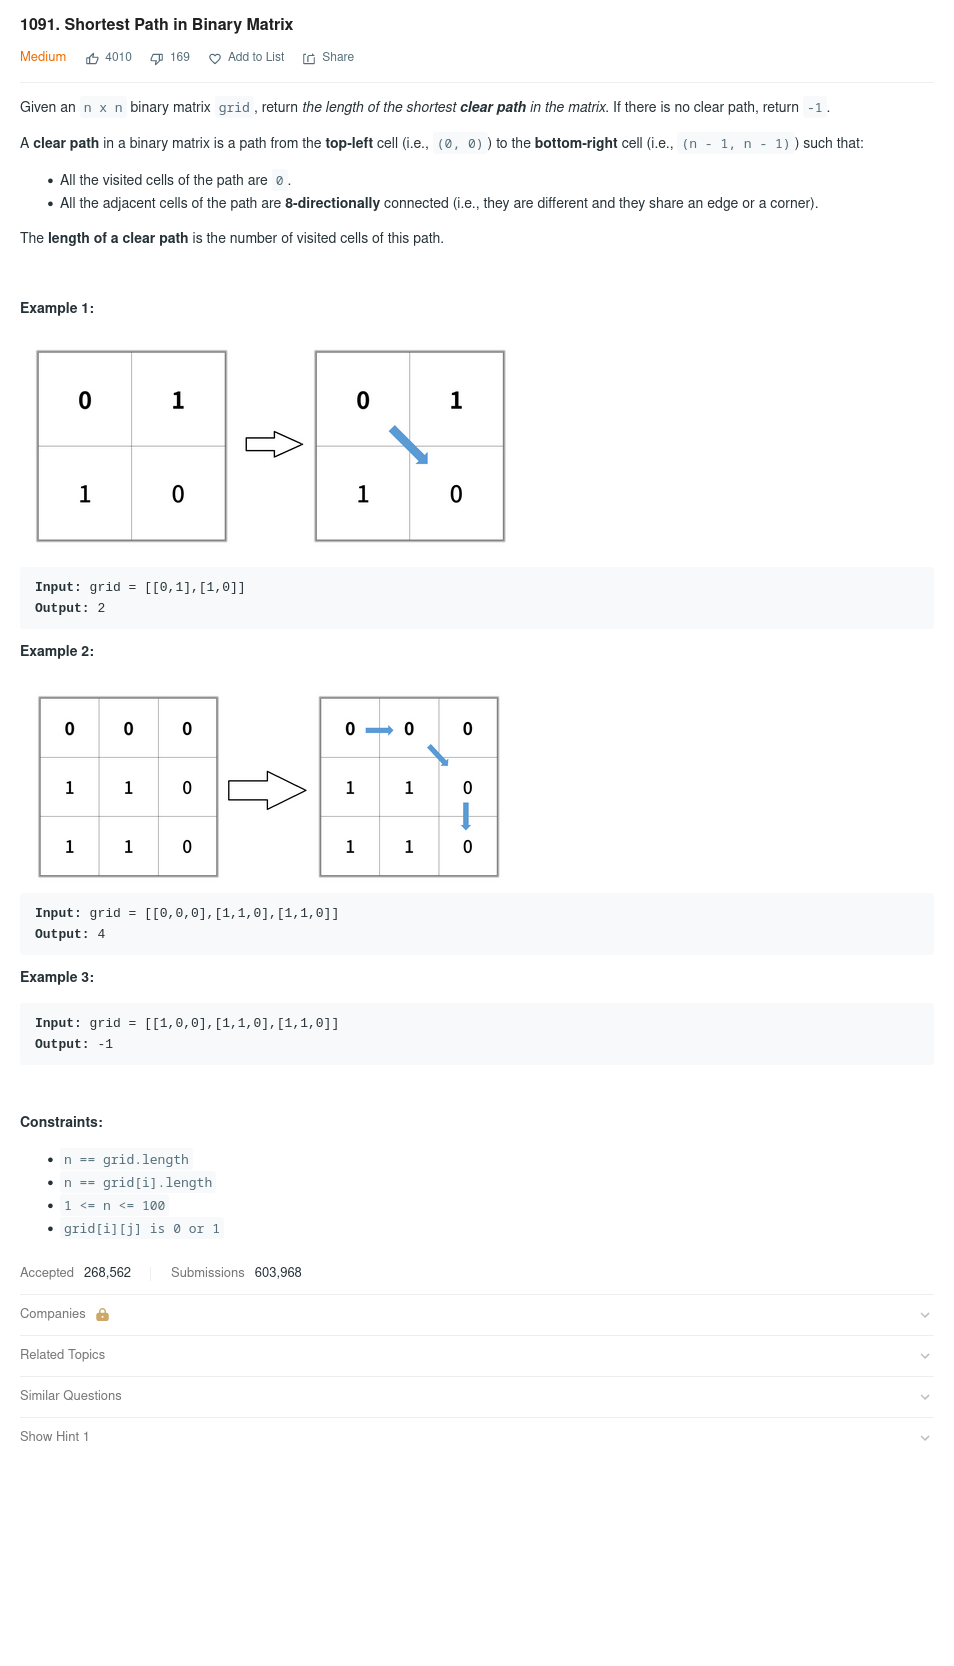 1091. Shortest Path in Binary Matrix
Medium 4010 169 Add to List Share
Given an n x n binary matrix grid, return the length of the shortest clear path in the matrix. If there is no clear path, return -1.
A clear path in a binary matrix is a path from the top-left cell (i.e., (0, 0)) to the bottom-right cell (i.e., (n - 1, n - 1)) such that:
• All the visited cells of the path are 0.
• All the adjacent cells of the path are 8-directionally connected (i.e., they are different and they share an edge or a corner).
The length of a clear path is the number of visited cells of this path.
Example 1:
0 1 0 1
1 0 1 0
Input: grid = [[0,1],[1,0]]
Output: 2
Example 2:
0 0 0 0 0 0
1 1 0 1 1 0
1 1 0 1 1 0
Input: grid = [[0,0,0],[1,1,0],[1,1,0]]
Output: 4
Example 3:
Input: grid = [[1,0,0],[1,1,0],[1,1,0]]
Output: -1
Constraints:
• n == grid.length
• n == grid[i].length
• 1 <= n <= 100
• grid[i][j] is 0 or 1
Accepted 268,562 Submissions 603,968
Companies
Related Topics
Similar Questions
Show Hint 1